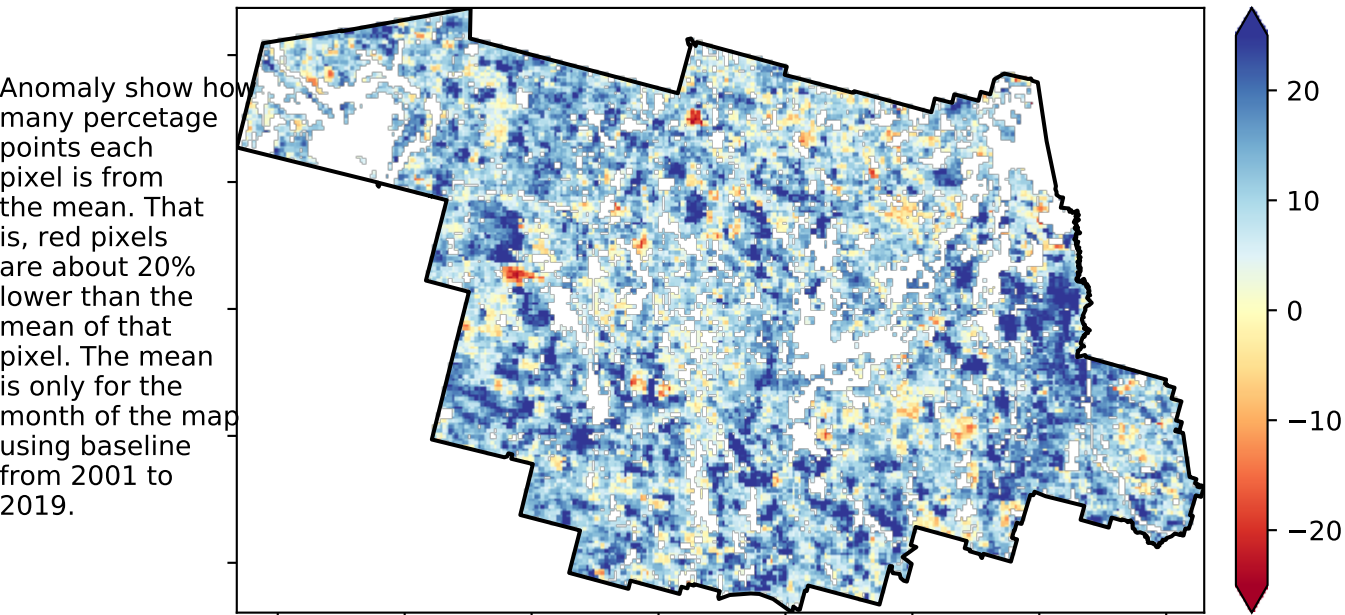 Anomaly show how
many percetage
points each
pixel is from
the mean. That
is, red pixels
are about 20%
lower than the
mean of that
pixel. The mean
is only for the
month of the map
using baseline
from 2001 to
2019.
20
10
0
−10
−20